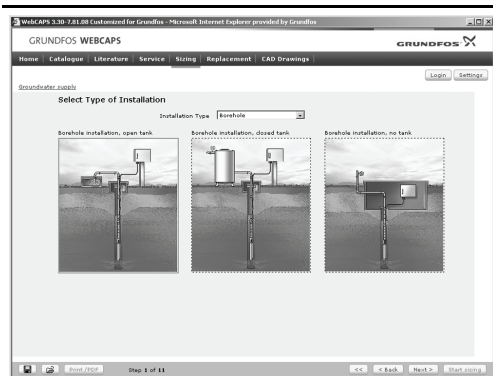 WebCAPS 3.30-7.81.08 Customized for Grundfos - Microsoft Internet Explorer provided by Grundfos
GRUNDFOS WEBCAPS
GRUNDFOS
Home | Catalogue | Literature | Service | Sizing | Replacement | CAD Drawings
Login Settings
Groundwater supply
Select Type of Installation
Installation Type Borehole
Borehole installation, open tank Borehole installation, closed tank Borehole installation, no tank
Print/PDF Step 1 of 11 << < Back Next > Start sizing